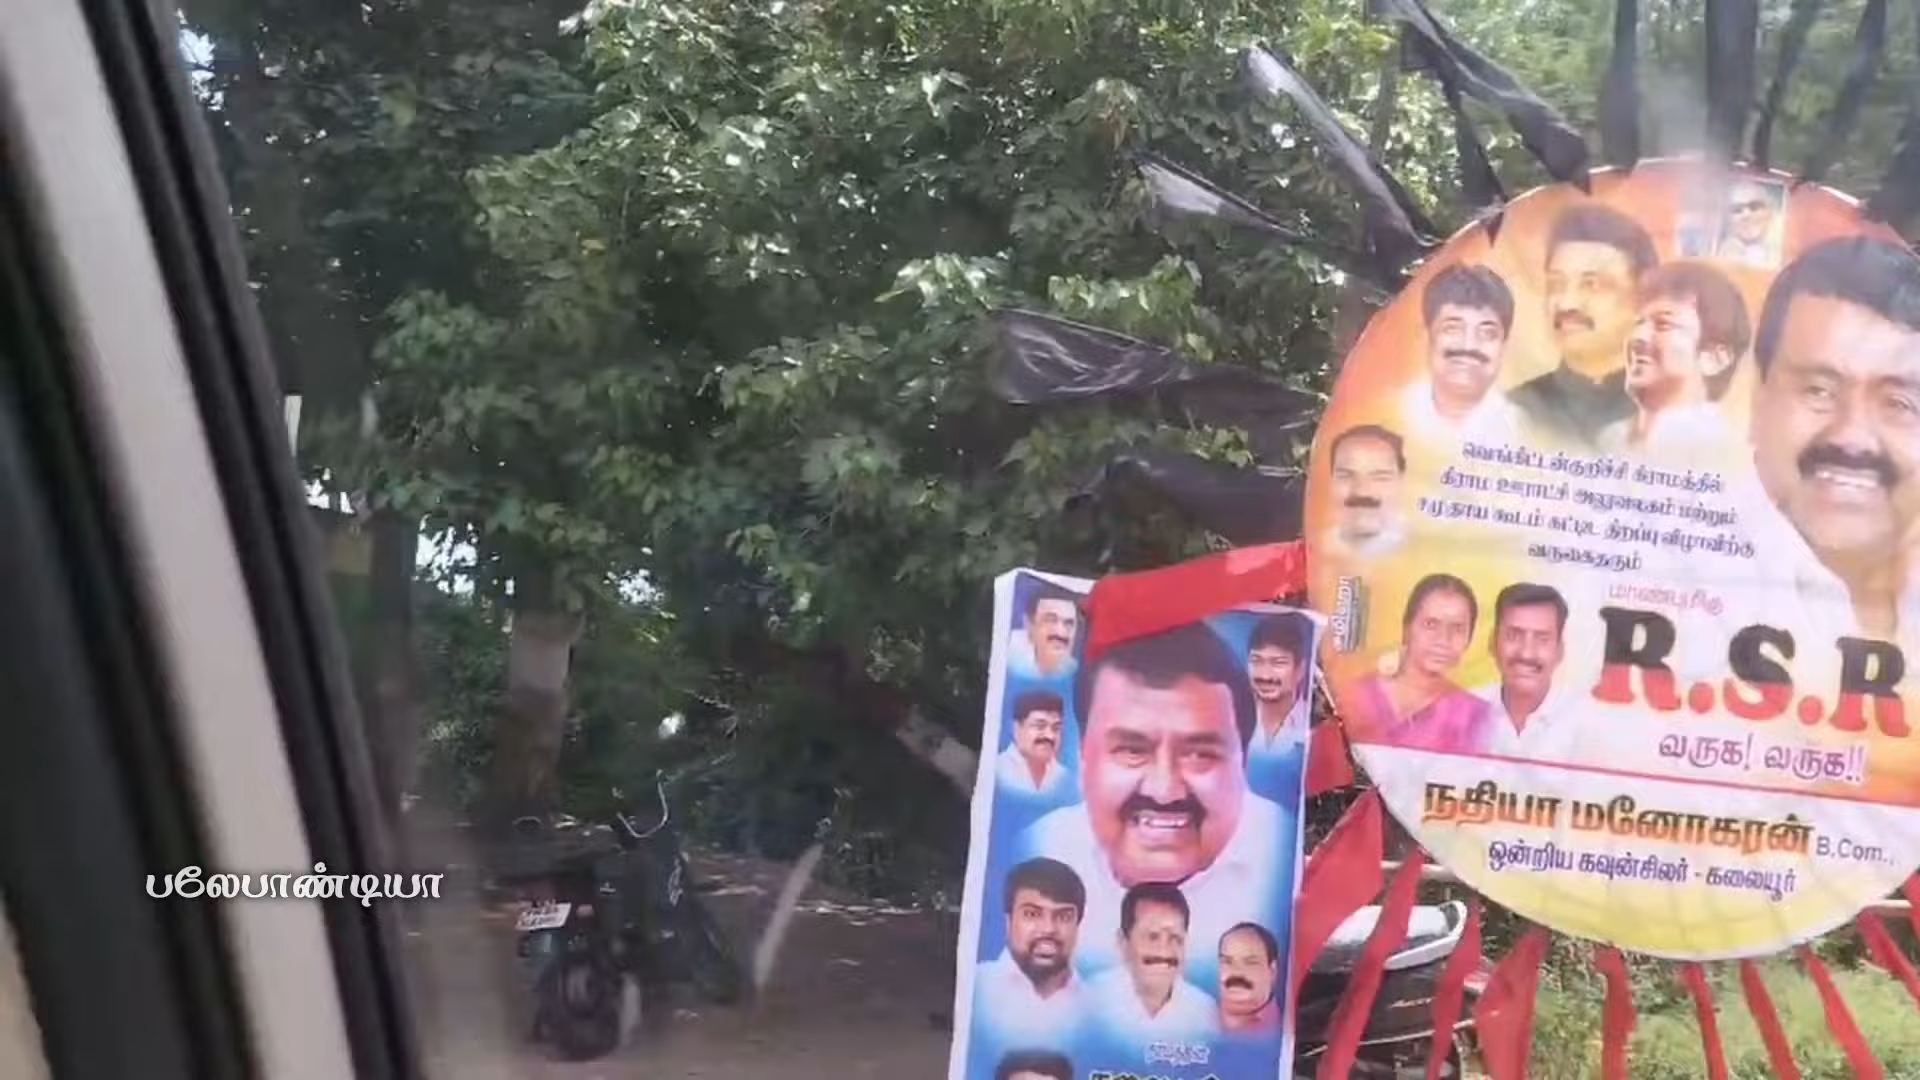 வெங்கிட்டன்குறிச்சி கிராமத்தில்
கிராம ஊராட்சி அலுவலகம் மற்றும்
சமுதாய கூடம் கட்டிட திறப்பு விழாவிற்கு
வருகைதரும்
மாண்புமிகு
R.S.R
வருக! வருக!!
நதியா மனோகரன் B.Com.,
ஒன்றிய கவுன்சிலர் - கலையூர்
பலேபாண்டியா